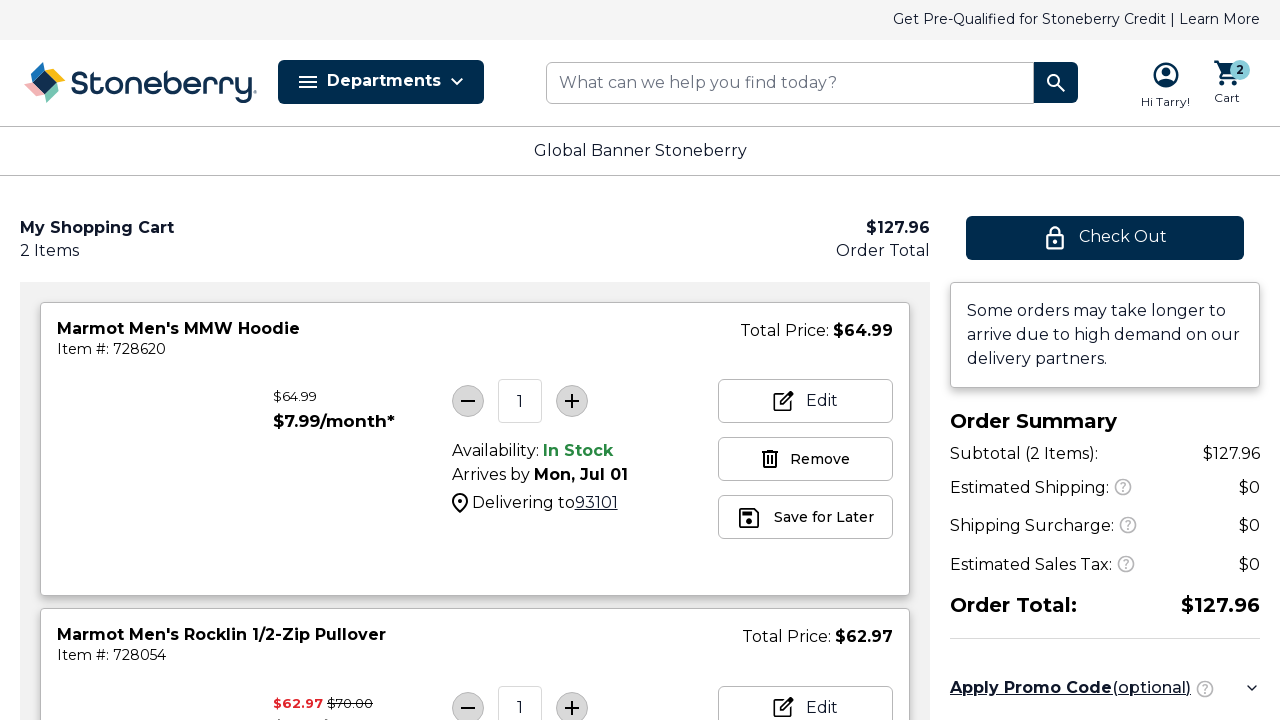 Get Pre-Qualified for Stoneberry Credit | Learn More
Stoneberry
Departments
What can we help you find today?
Hi Tarry!
2
Cart
Global Banner Stoneberry
My Shopping Cart
2 Items
$127.96
Order Total
Check Out
Marmot Men's MMW Hoodie
Item #: 728620
Total Price: $64.99
$64.99
$7.99/month*
1
Availability: In Stock
Arrives by Mon, Jul 01
Delivering to93101
Edit
Remove
Save for Later
Marmot Men's Rocklin 1/2-Zip Pullover
Item #: 728054
Total Price: $62.97
$62.97 $70.00
1
Edit
Some orders may take longer to
arrive due to high demand on our
delivery partners.
Order Summary
Subtotal (2 Items): $127.96
Estimated Shipping: $0
Shipping Surcharge: $0
Estimated Sales Tax: $0
Order Total: $127.96
Apply Promo Code(optional)